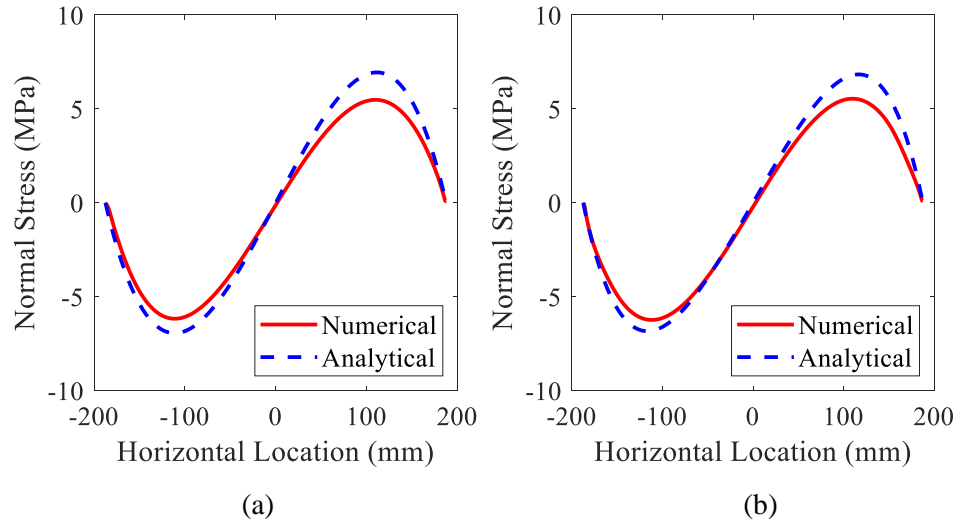 10
5
0
-5
-10
Normal Stress (MPa)
Numerical
Analytical
-200 -100 0 100 200
Horizontal Location (mm)
(a)
10
5
0
-5
-10
Normal Stress (MPa)
Numerical
Analytical
-200 -100 0 100 200
Horizontal Location (mm)
(b)